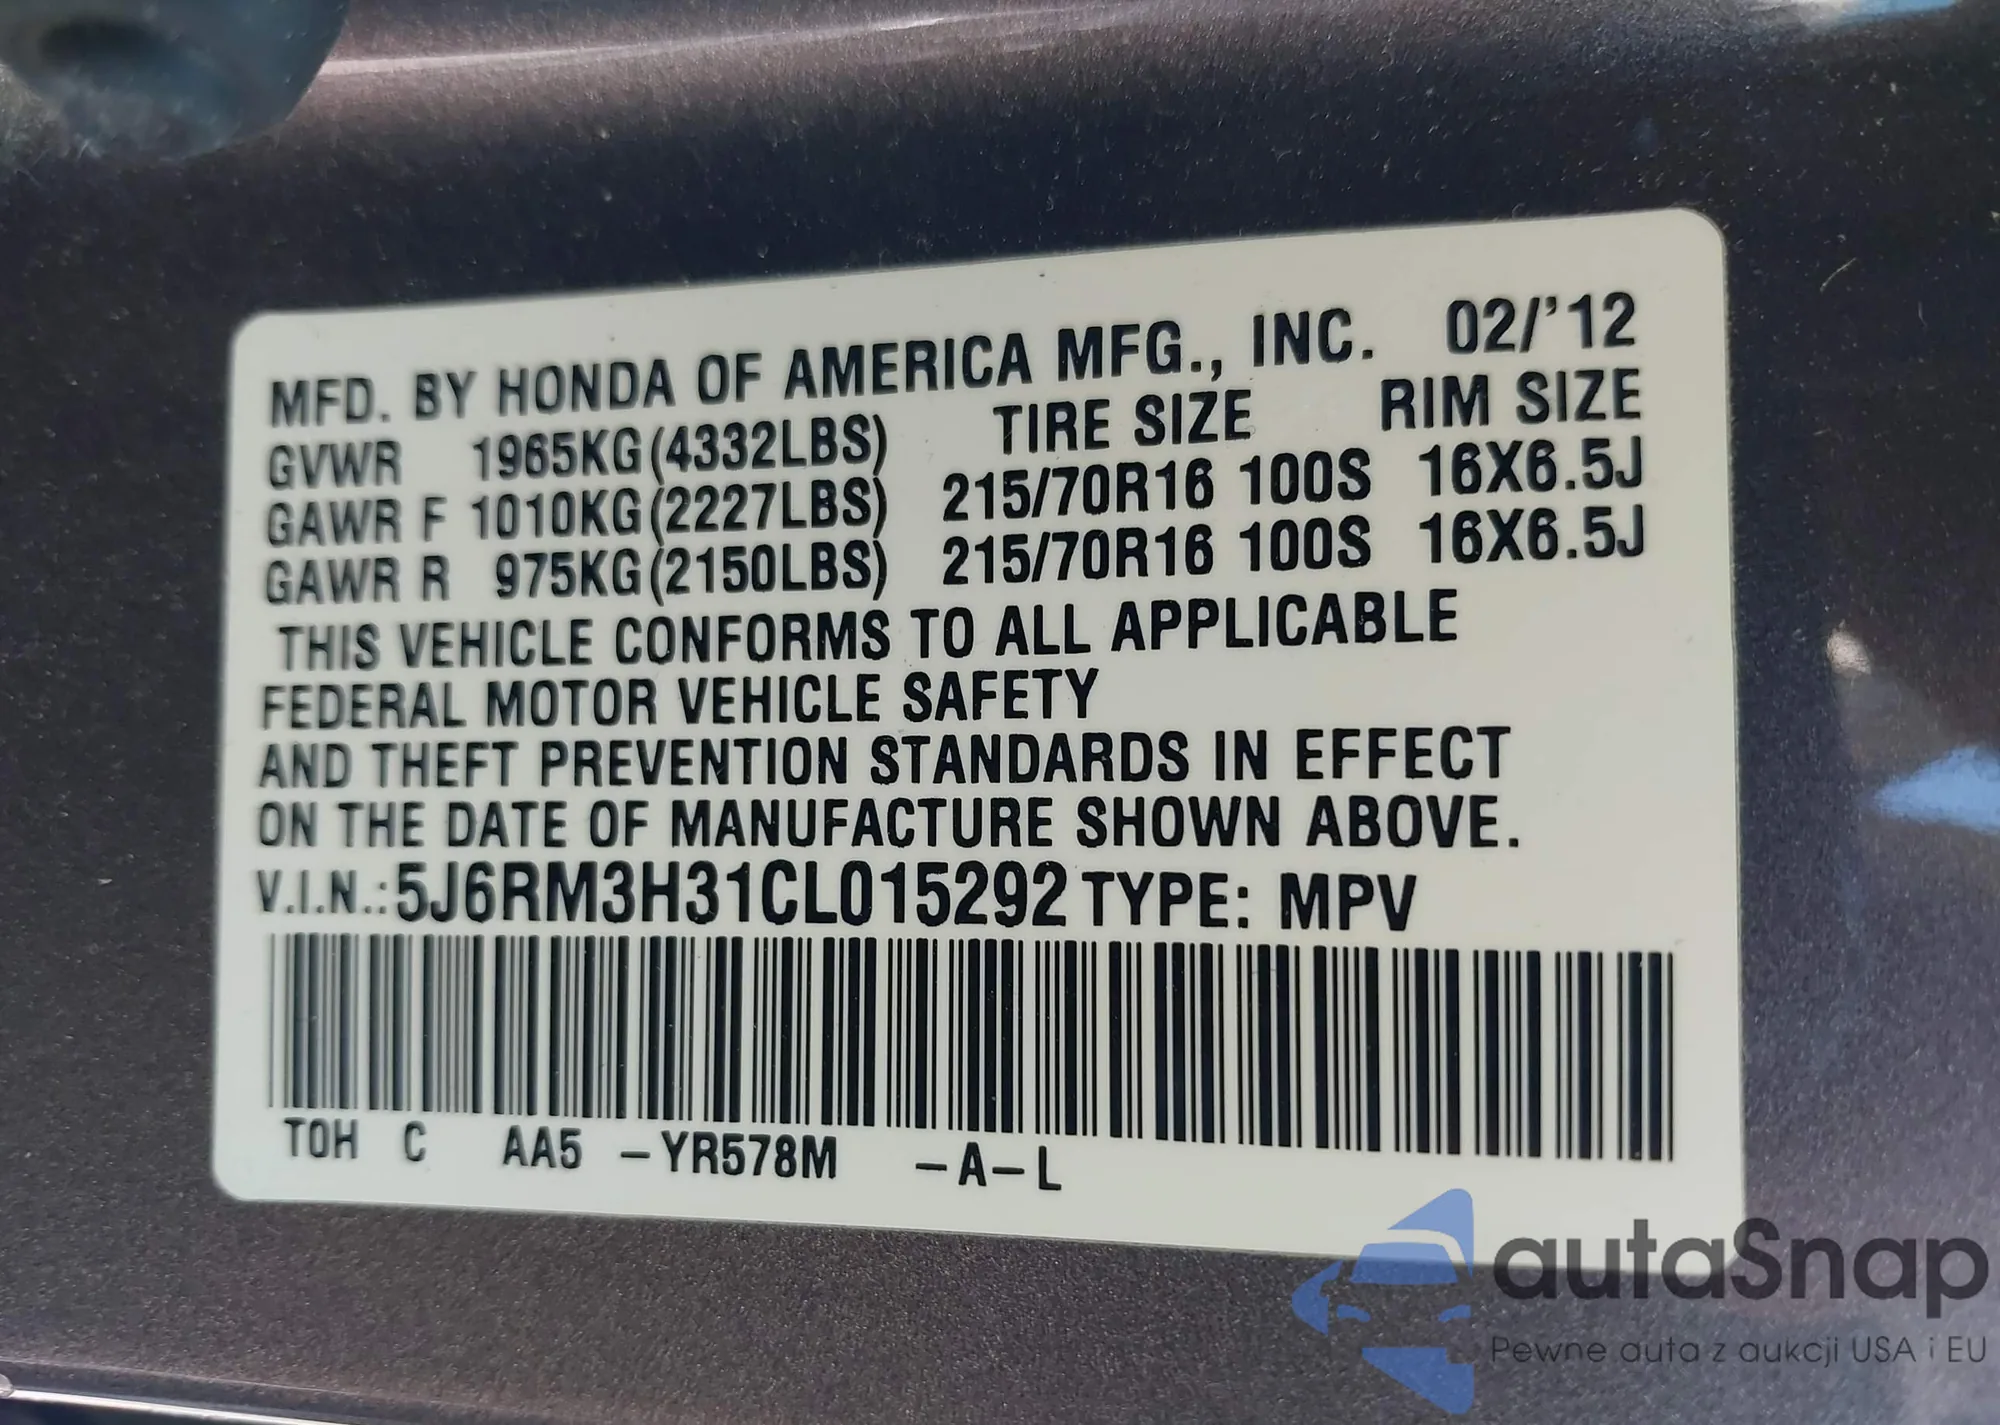 MFD. BY HONDA OF AMERICA MFG., INC. 02/'12
GVWR 1965KG(4332LBS) TIRE SIZE RIM SIZE
GAWR F 1010KG(2227LBS) 215/70R16 100S 16X6.5J
GAWR R 975KG(2150LBS) 215/70R16 100S 16X6.5J
THIS VEHICLE CONFORMS TO ALL APPLICABLE
FEDERAL MOTOR VEHICLE SAFETY
AND THEFT PREVENTION STANDARDS IN EFFECT
ON THE DATE OF MANUFACTURE SHOWN ABOVE.
V.I.N.:5J6RM3H31CL015292 TYPE: MPV
TOH C AA5 -YR578M -A-L
autaSnap
Pewne auta z aukcji USA i EU